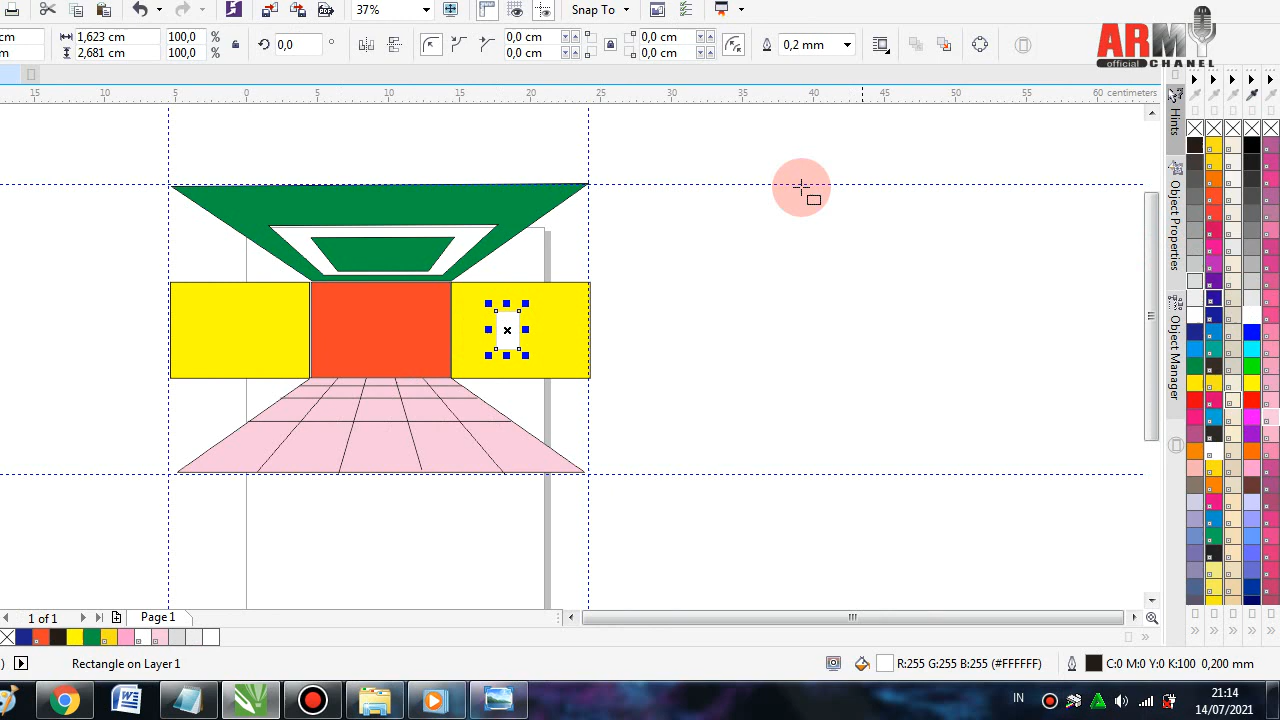 37%
Snap To
ARMY
official CHANEL
cm 1,623 cm 100,0 % 0,0 ° 0,0 cm 0,0 cm 0,2 mm
m 2,681 cm 100,0 % 0,0 cm 0,0 cm
15 10 5 0 5 10 15 20 25 30 35 40 45 50 55 60 centimeters
Hints
Object Properties
Object Manager
1 of 1 Page 1
) Rectangle on Layer 1 R:255 G:255 B:255 (#FFFFFF) C:0 M:0 Y:0 K:100 0,200 mm
IN 21:14
14/07/2021